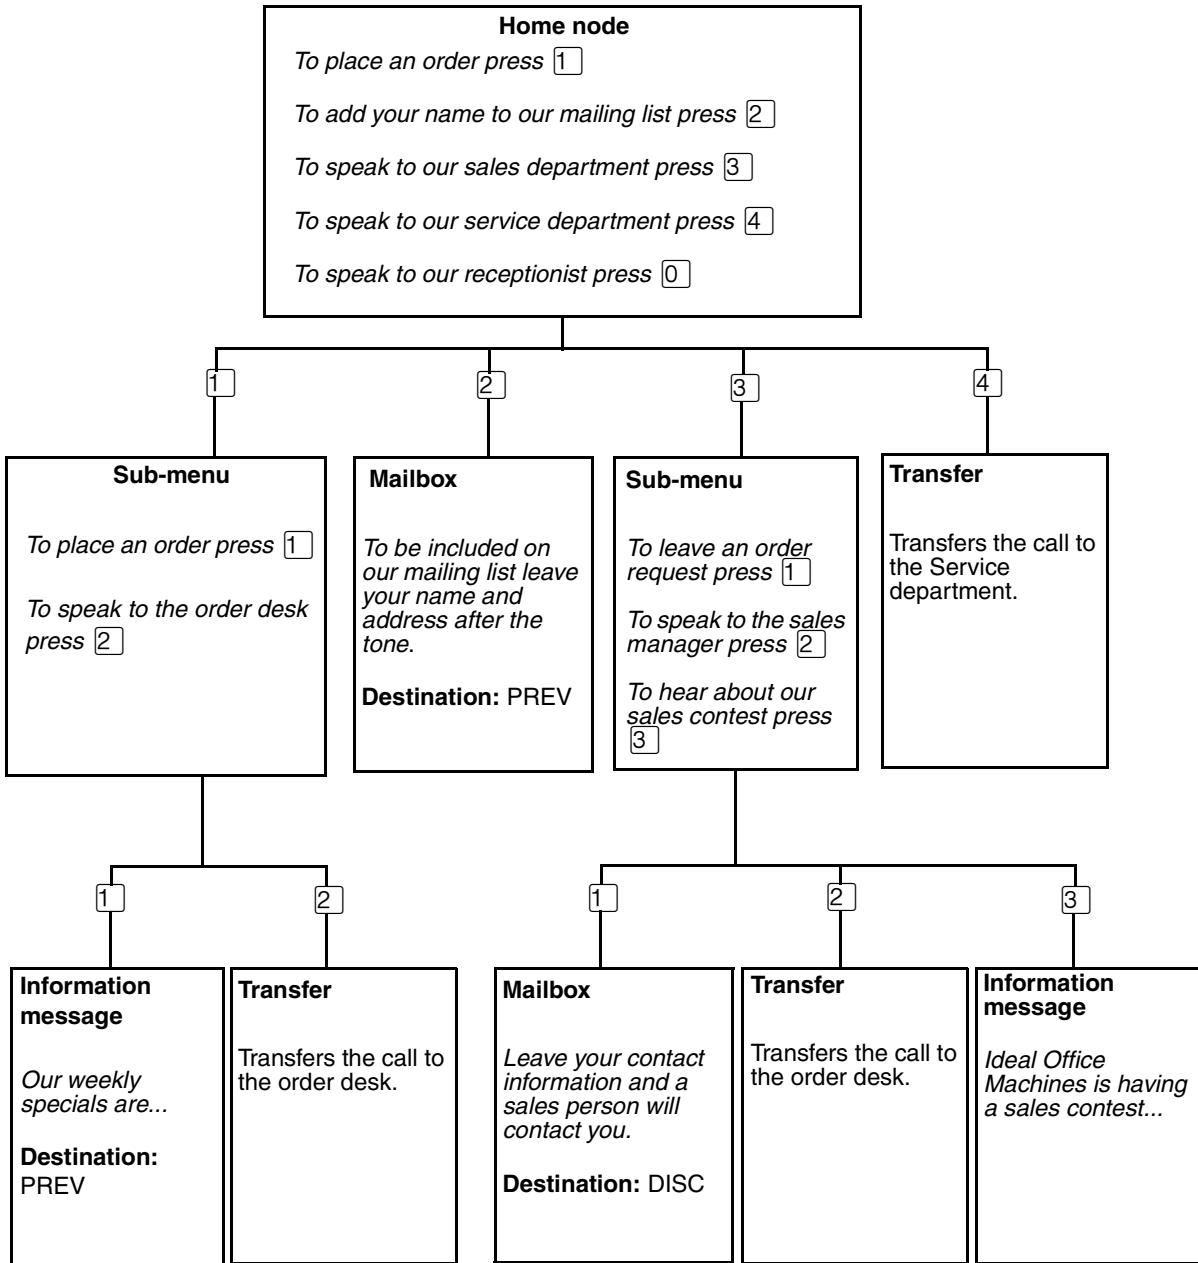 Home node
To place an order press 1
To add your name to our mailing list press 2
To speak to our sales department press 3
To speak to our service department press 4
To speak to our receptionist press 0
1
2
3
4
Sub-menu
To place an order press 1
To speak to the order desk
press 2
Mailbox
To be included on
our mailing list leave
your name and
address after the
tone.
Destination: PREV
Sub-menu
To leave an order
request press 1
To speak to the sales
manager press 2
To hear about our
sales contest press
3
Transfer
Transfers the call to
the Service
department.
1
2
1
2
3
Information
message
Our weekly
specials are...
Destination:
PREV
Transfer
Transfers the call to
the order desk.
Mailbox
Leave your contact
information and a
sales person will
contact you.
Destination: DISC
Transfer
Transfers the call to
the order desk.
Information
message
Ideal Office
Machines is having
a sales contest...